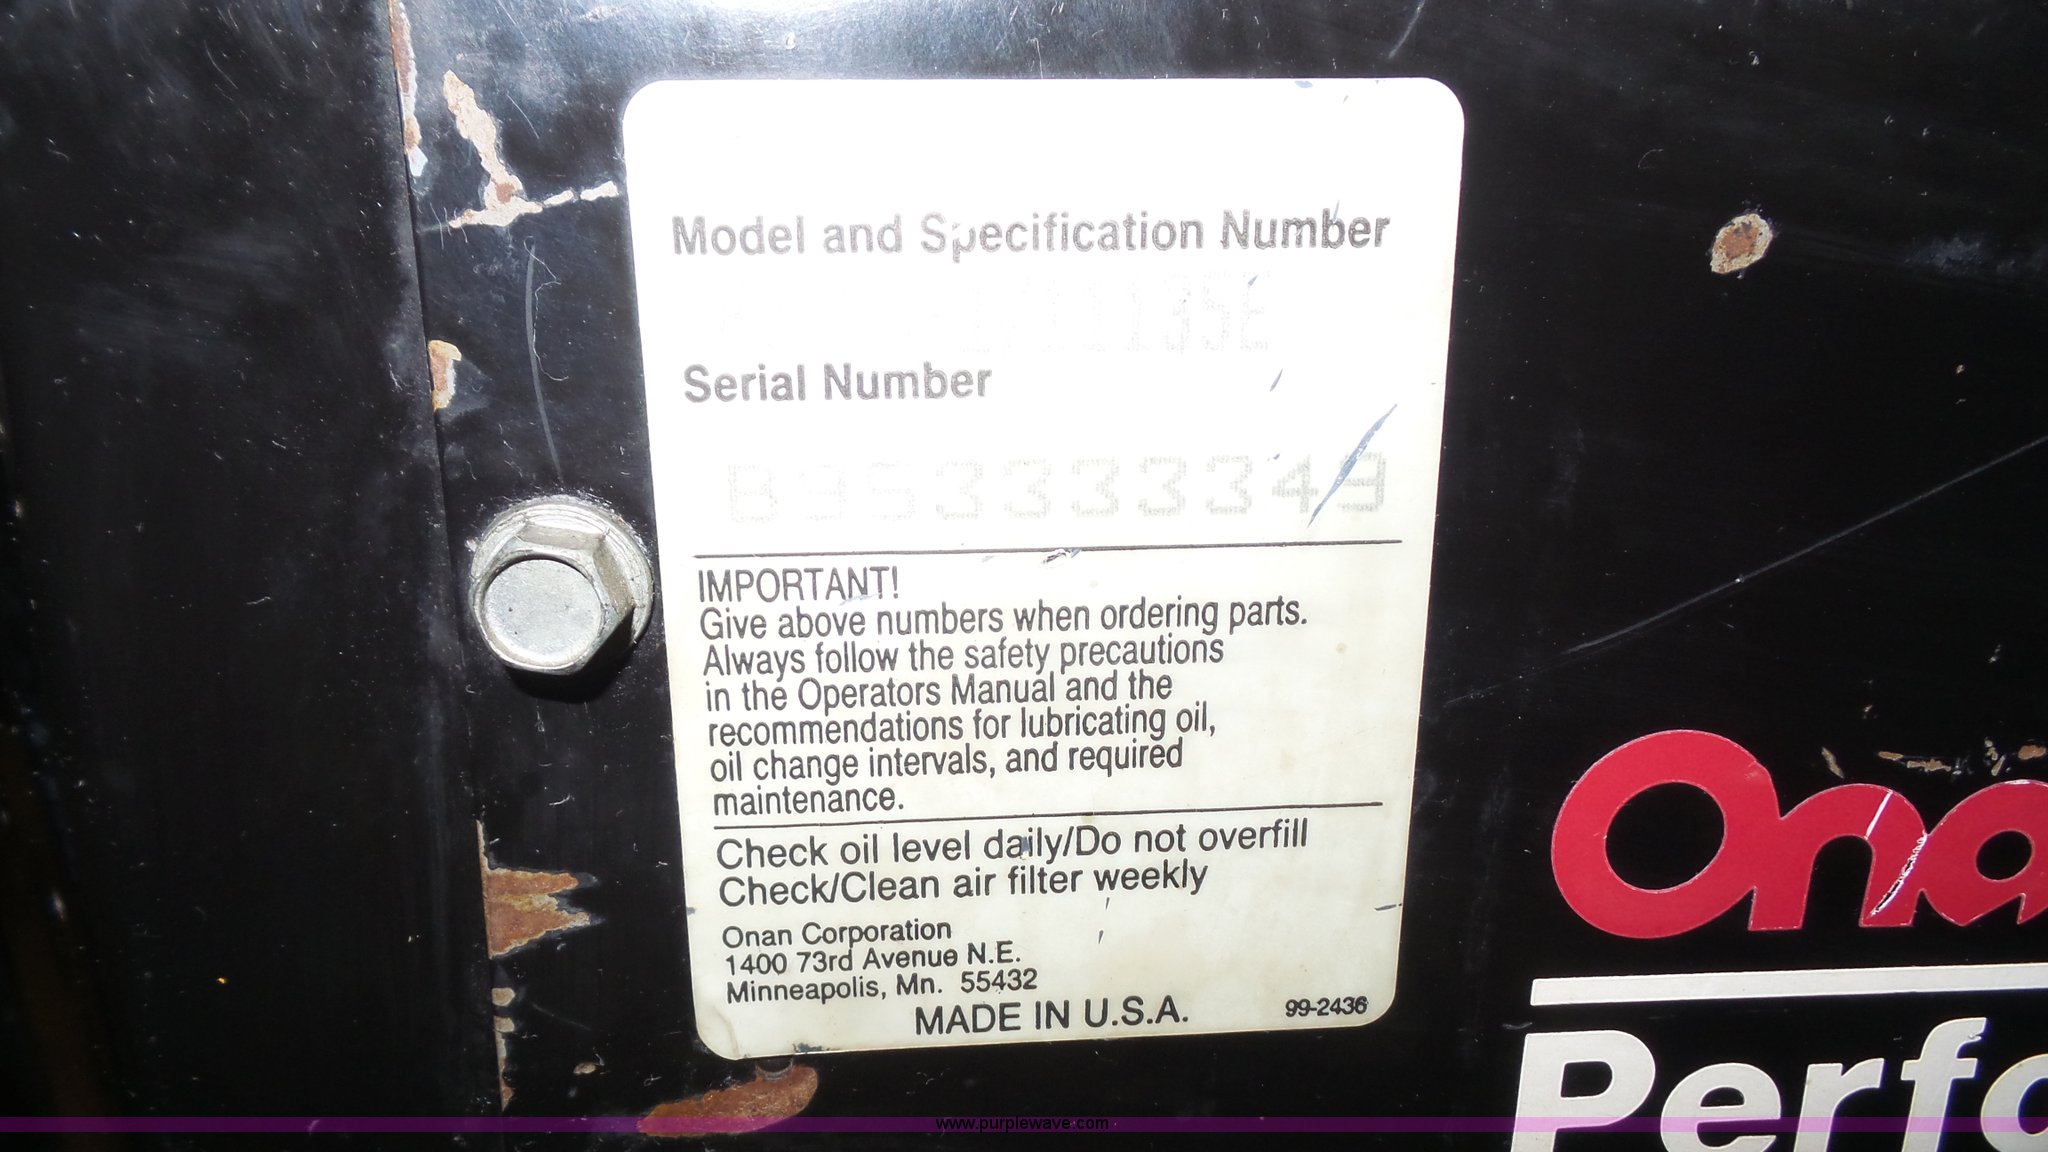 Model and Specification Number
Serial Number
B953333349
IMPORTANT!
Give above numbers when ordering parts.
Always follow the safety precautions
in the Operators Manual and the
recommendations for lubricating oil,
oil change intervals, and required
maintenance.
Check oil level daily/Do not overfill
Check/Clean air filter weekly
Onan Corporation
1400 73rd Avenue N.E.
Minneapolis, Mn. 55432
MADE IN U.S.A.
99-2436
Ona
Perfo
www.purplewave.com